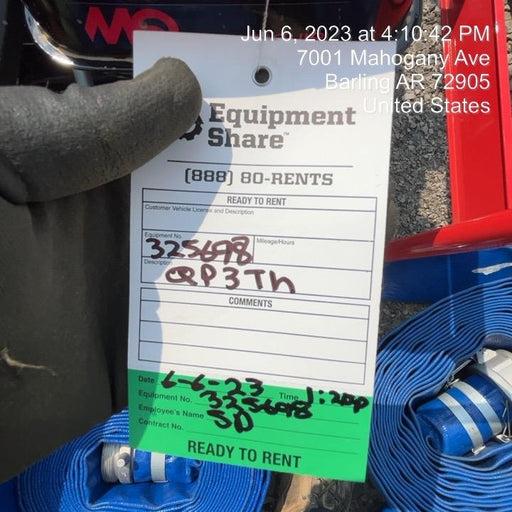 Jun 6, 2023 at 4:10:42 PM
7001 Mahogany Ave
Barling AR 72905
United States
MQ
Equipment
Share™
(888) 80-RENTS
READY TO RENT
Customer Vehicle License and Description
Equipment No. Mileage/Hours
325698
Description
QP3Th
COMMENTS
Date 6-6-23 Time 1:20p
Equipment No. 325698
Employee's Name SD
Contract No.
READY TO RENT